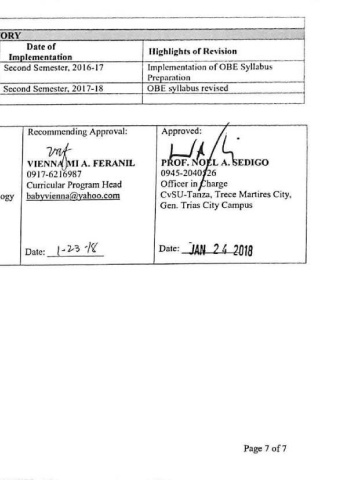 ORY
Date of Implementation
Highlights of Revision
Second Semester, 2016-17
Implementation of OBE Syllabus
Preparation
Second Semester, 2017-18
OBE syllabus revised
ogy
Recommending Approval:
VIENNA MI A. FERANIL
0917-6216987
Curricular Program Head
babyvienna@yahoo.com
Date: 1-23-18
Approved:
PROF. NOEL A. SEDIGO
0945-2040526
Officer in Charge
CvSU-Tanza, Trece Martires City,
Gen. Trias City Campus
Date: JAN 24 2018
Page 7 of 7